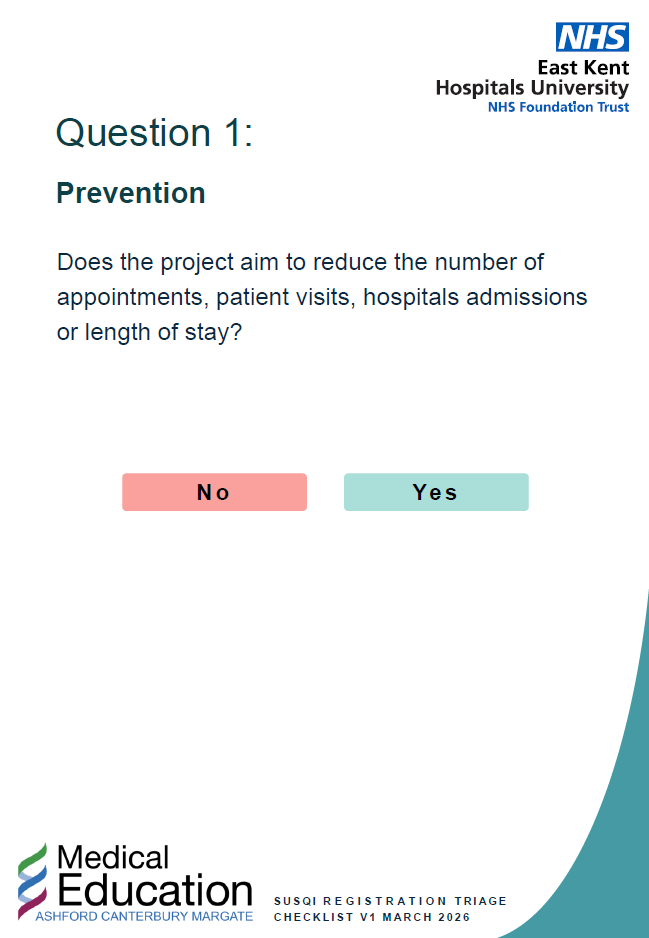 NHS
East Kent
Hospitals University
NHS Foundation Trust
Question 1:
Prevention
Does the project aim to reduce the number of
appointments, patient visits, hospitals admissions
or length of stay?
No
Yes
Medical
Education
ASHFORD CANTERBURY MARGATE
SUSQI REGISTRATION TRIAGE
CHECKLIST V1 MARCH 2026